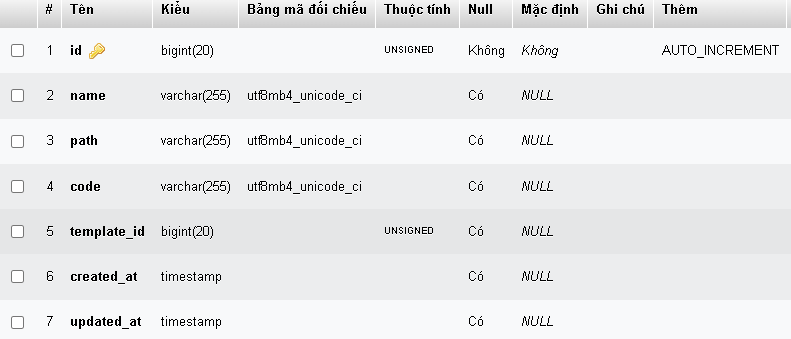 # Tên Kiểu Bảng mã đối chiếu Thuộc tính Null Mặc định Ghi chú Thêm
1 id bigint(20) UNSIGNED Không Không AUTO_INCREMENT
2 name varchar(255) utf8mb4_unicode_ci Có NULL
3 path varchar(255) utf8mb4_unicode_ci Có NULL
4 code varchar(255) utf8mb4_unicode_ci Có NULL
5 template_id bigint(20) UNSIGNED Có NULL
6 created_at timestamp Có NULL
7 updated_at timestamp Có NULL